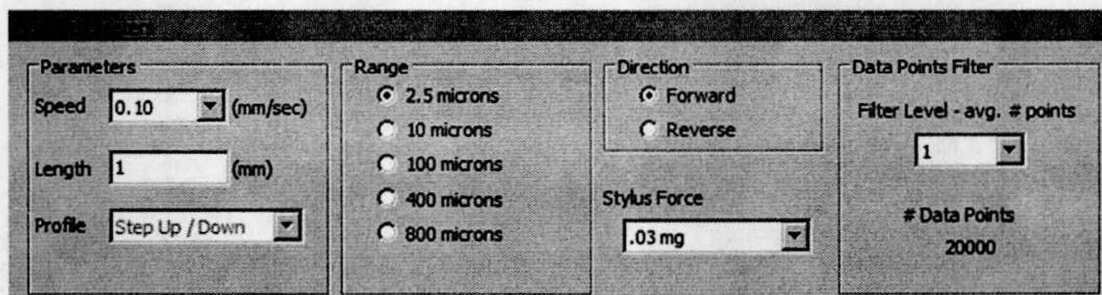 Parameters
Speed 0.10 (mm/sec)
Length 1 (mm)
Profile Step Up / Down
Range
2.5 microns
10 microns
100 microns
400 microns
800 microns
Direction
Forward
Reverse
Stylus Force
.03 mg
Data Points Filter
Filter Level - avg. # points
1
# Data Points
20000